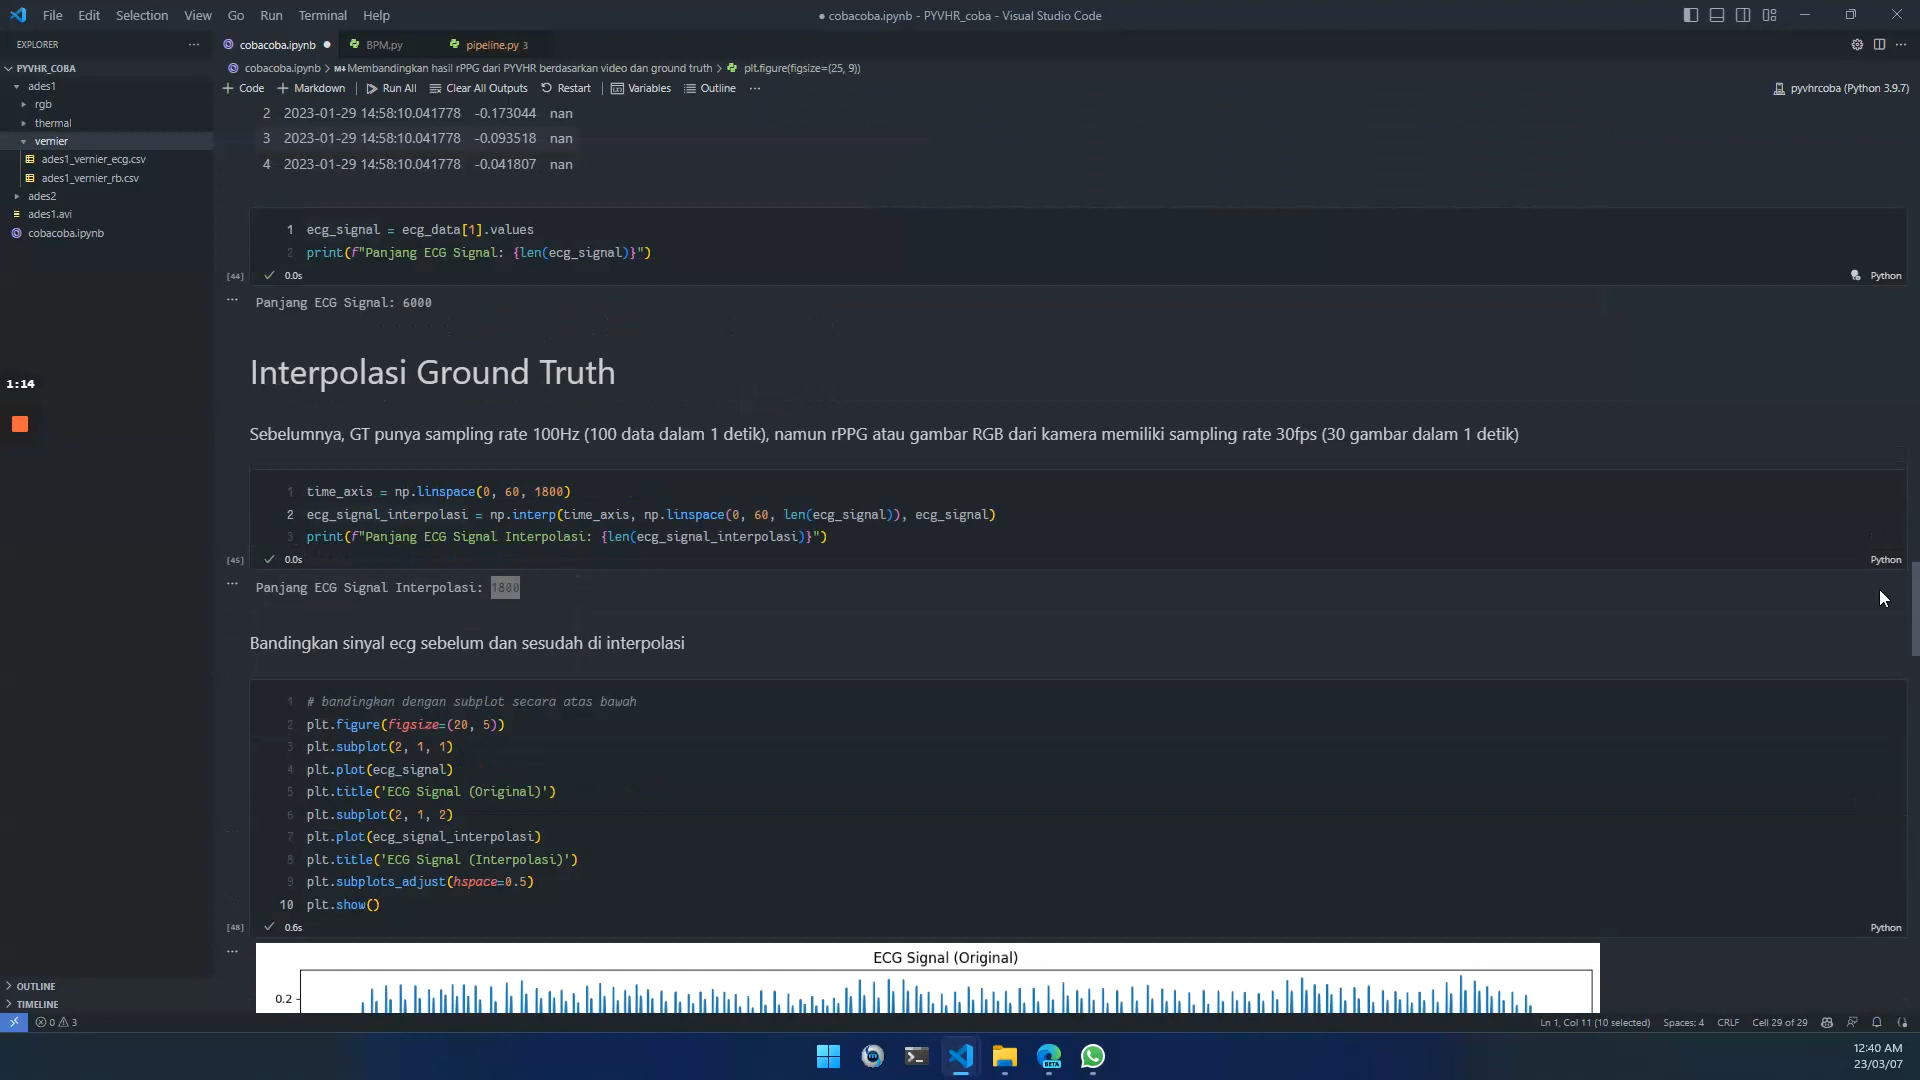 File Edit Selection View Go Run Terminal Help
● cobacoba.ipynb - PYVHR_coba - Visual Studio Code
EXPLORER
cobacoba.ipynb ● BPM.py pipeline.py 3
PYVHR_COBA
ades1
rgb
thermal
vernier
ades1_vernier_ecg.csv
ades1_vernier_rb.csv
ades2
ades1.avi
cobacoba.ipynb
1:14
OUTLINE
TIMELINE
cobacoba.ipynb > M↓ Membandingkan hasil rPPG dari PYVHR berdasarkan video dan ground truth > plt.figure(figsize=(25, 9))
+ Code + Markdown | Run All Clear All Outputs Restart | Variables Outline ...
pyvhrcoba (Python 3.9.7)
2 2023-01-29 14:58:10.041778 -0.173044 nan
3 2023-01-29 14:58:10.041778 -0.093518 nan
4 2023-01-29 14:58:10.041778 -0.041807 nan
1 ecg_signal = ecg_data[1].values
2 print(f"Panjang ECG Signal: {len(ecg_signal)}")
[44] 0.0s Python
Panjang ECG Signal: 6000
Interpolasi Ground Truth
Sebelumnya, GT punya sampling rate 100Hz (100 data dalam 1 detik), namun rPPG atau gambar RGB dari kamera memiliki sampling rate 30fps (30 gambar dalam 1 detik)
1 time_axis = np.linspace(0, 60, 1800)
2 ecg_signal_interpolasi = np.interp(time_axis, np.linspace(0, 60, len(ecg_signal)), ecg_signal)
3 print(f"Panjang ECG Signal Interpolasi: {len(ecg_signal_interpolasi)}")
[45] 0.0s Python
Panjang ECG Signal Interpolasi: 1800
Bandingkan sinyal ecg sebelum dan sesudah di interpolasi
1 # bandingkan dengan subplot secara atas bawah
2 plt.figure(figsize=(20, 5))
3 plt.subplot(2, 1, 1)
4 plt.plot(ecg_signal)
5 plt.title('ECG Signal (Original)')
6 plt.subplot(2, 1, 2)
7 plt.plot(ecg_signal_interpolasi)
8 plt.title('ECG Signal (Interpolasi)')
9 plt.subplots_adjust(hspace=0.5)
10 plt.show()
[48] 0.6s Python
ECG Signal (Original)
0.2
0 3
Ln 1, Col 11 (10 selected) Spaces: 4 CRLF Cell 29 of 29
BETA
12:40 AM
23/03/07